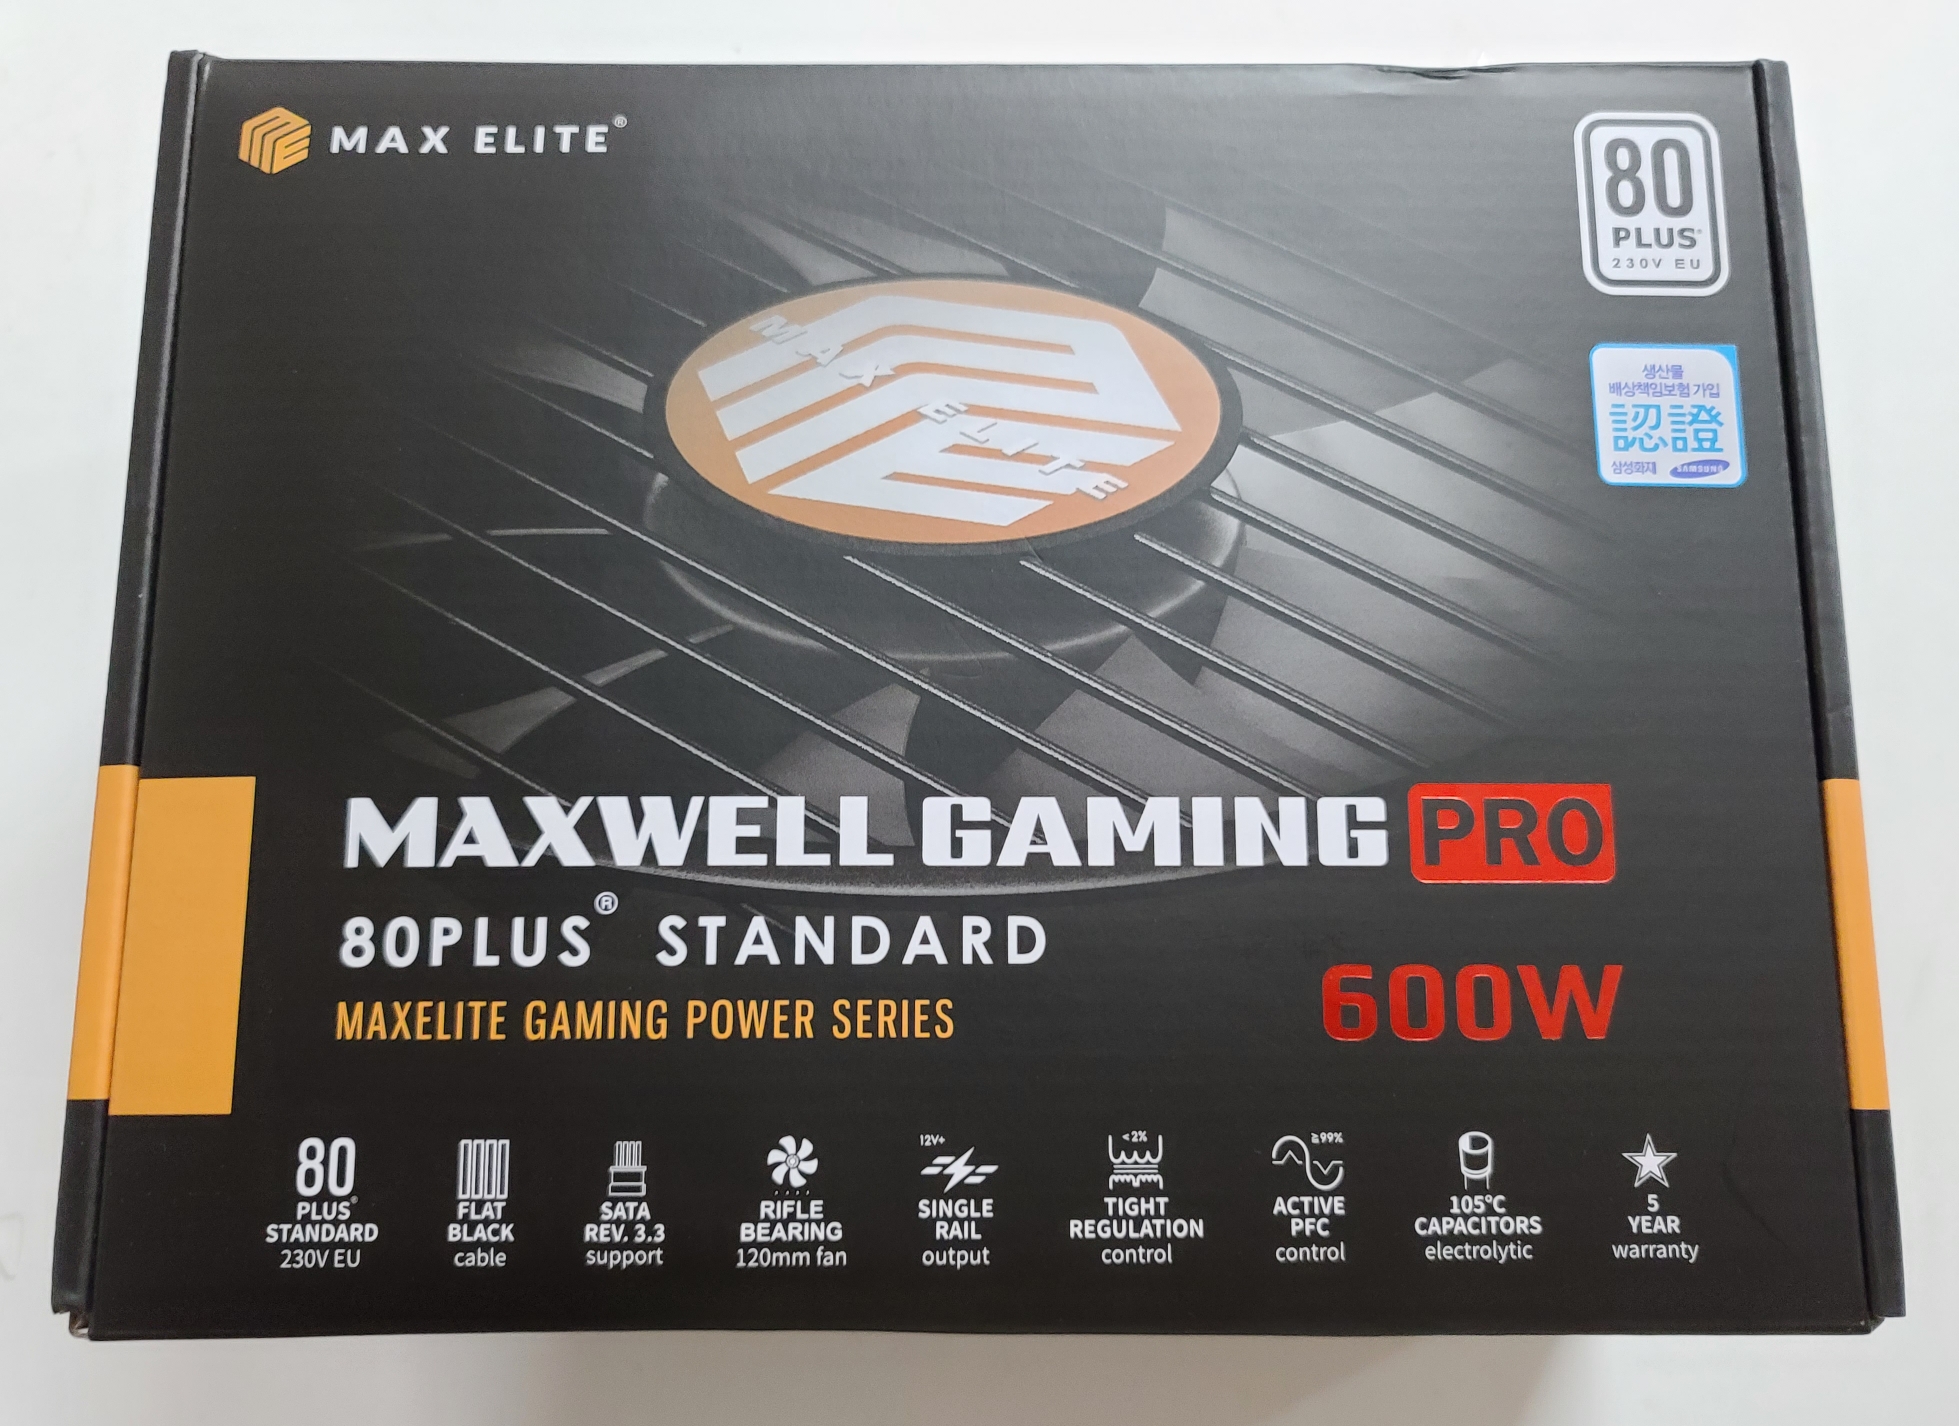 MAX ELITE®
80
PLUS®
230V EU
생산물
배상책임보험 가입
認證
삼성화재 SAMSUNG
MAX ELITE
MAXWELL GAMING PRO
80PLUS® STANDARD
600W
MAXELITE GAMING POWER SERIES
80
PLUS®
STANDARD
230V EU
FLAT
BLACK
cable
SATA
REV. 3.3
support
RIFLE
BEARING
120mm fan
12V+
SINGLE
RAIL
output
<2%
TIGHT
REGULATION
control
≥99%
ACTIVE
PFC
control
105°C
CAPACITORS
electrolytic
5
YEAR
warranty